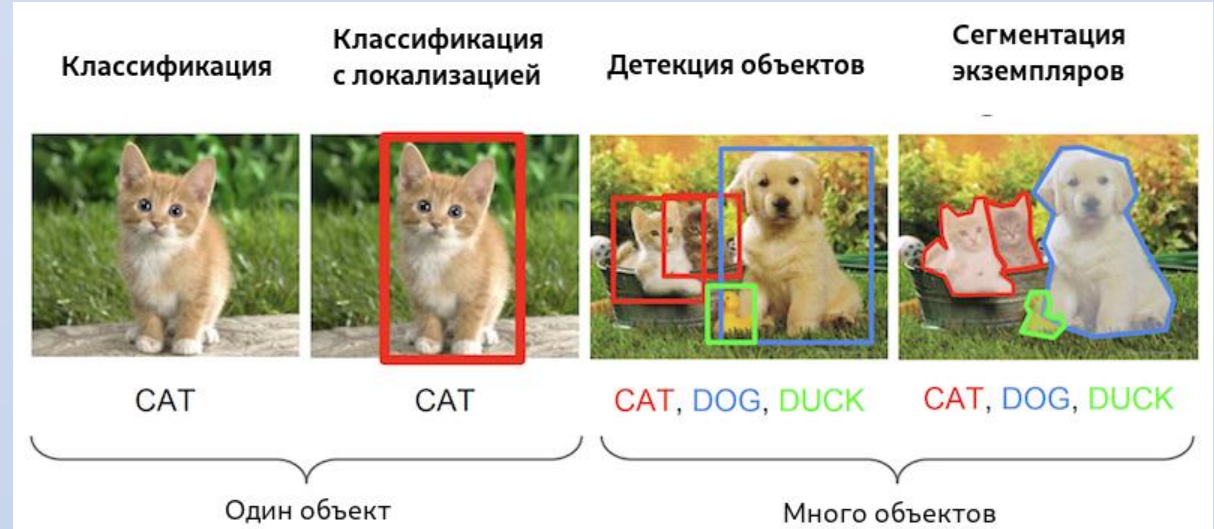 Классификация
Классификация
с локализацией
Детекция объектов
Сегментация
экземпляров
CAT
CAT
CAT, DOG, DUCK
CAT, DOG, DUCK
Один объект
Много объектов